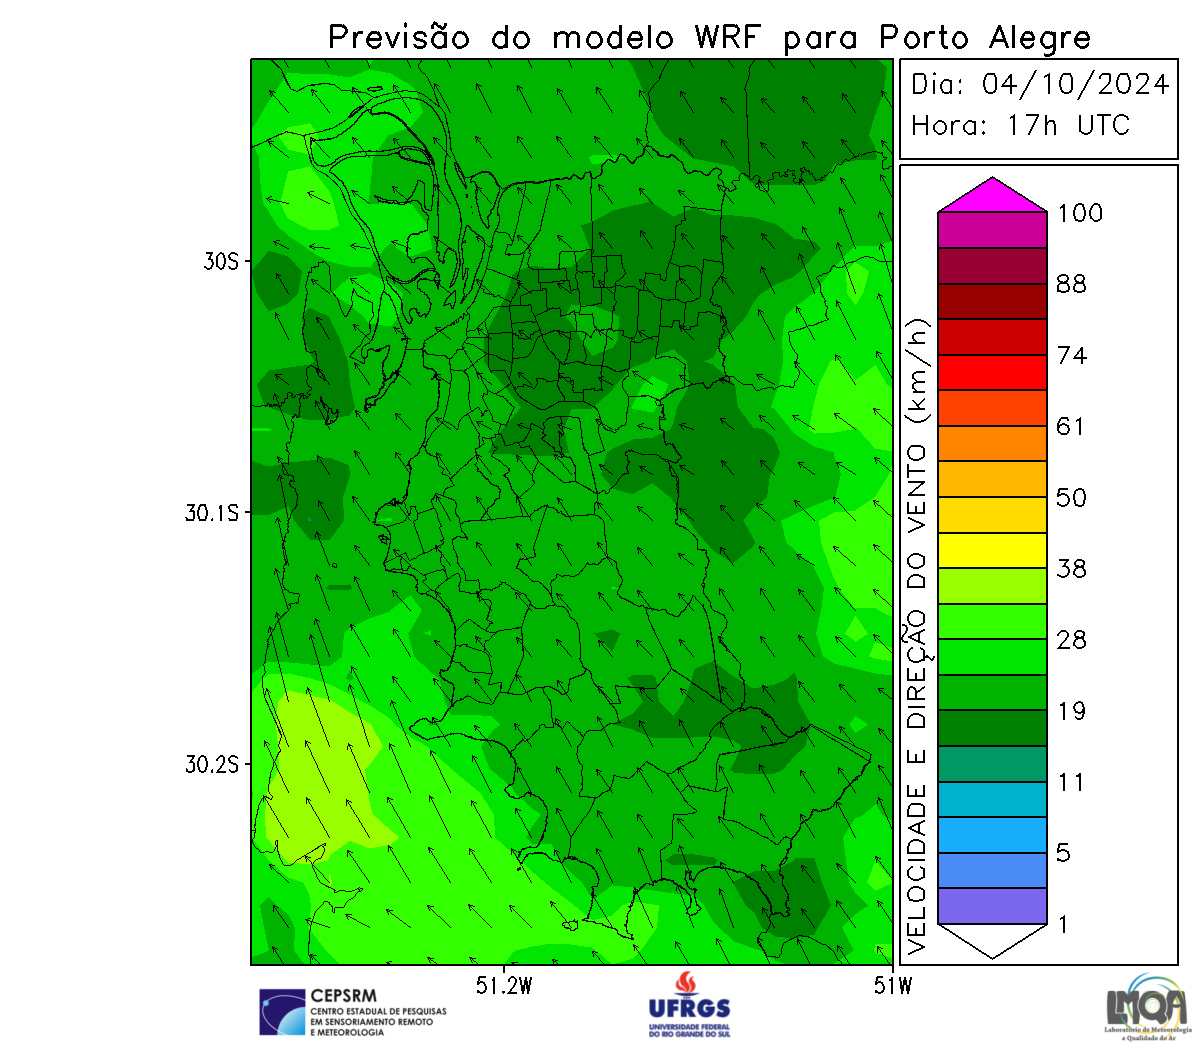 Previsão do modelo WRF para Porto Alegre
Dia: 04/10/2024
Hora: 17h UTC
VELOCIDADE E DIREÇÃO DO VENTO (km/h)
100
88
74
61
50
38
28
19
11
5
1
30S
30.1S
30.2S
51.2W
51W
CEPSRM
CENTRO ESTADUAL DE PESQUISAS
EM SENSORIAMENTO REMOTO
E METEOROLOGIA
UFRGS
UNIVERSIDADE FEDERAL
DO RIO GRANDE DO SUL
LMQA
Laboratório de Meteorologia
e Qualidade do Ar